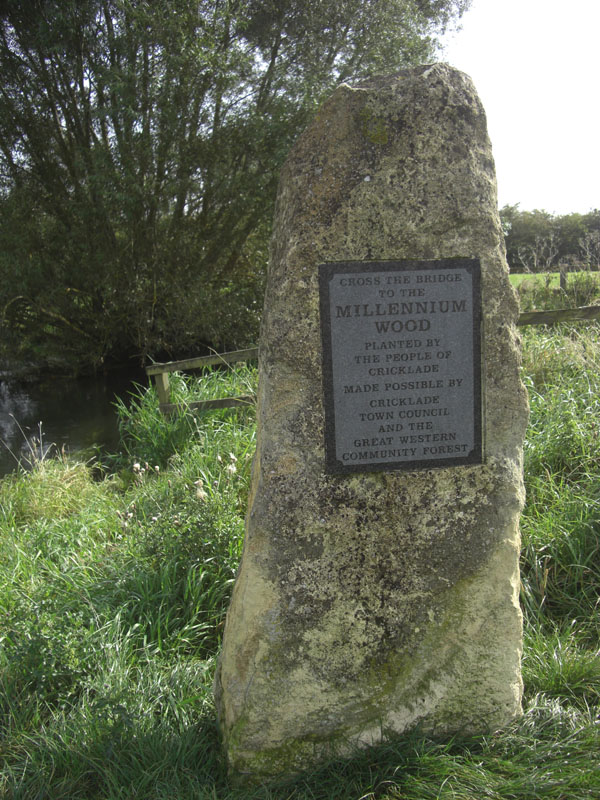 CROSS THE BRIDGE
TO THE
MILLENNIUM
WOOD
PLANTED BY
THE PEOPLE OF
CRICKLADE
MADE POSSIBLE BY
CRICKLADE
TOWN COUNCIL
AND THE
GREAT WESTERN
COMMUNITY FOREST